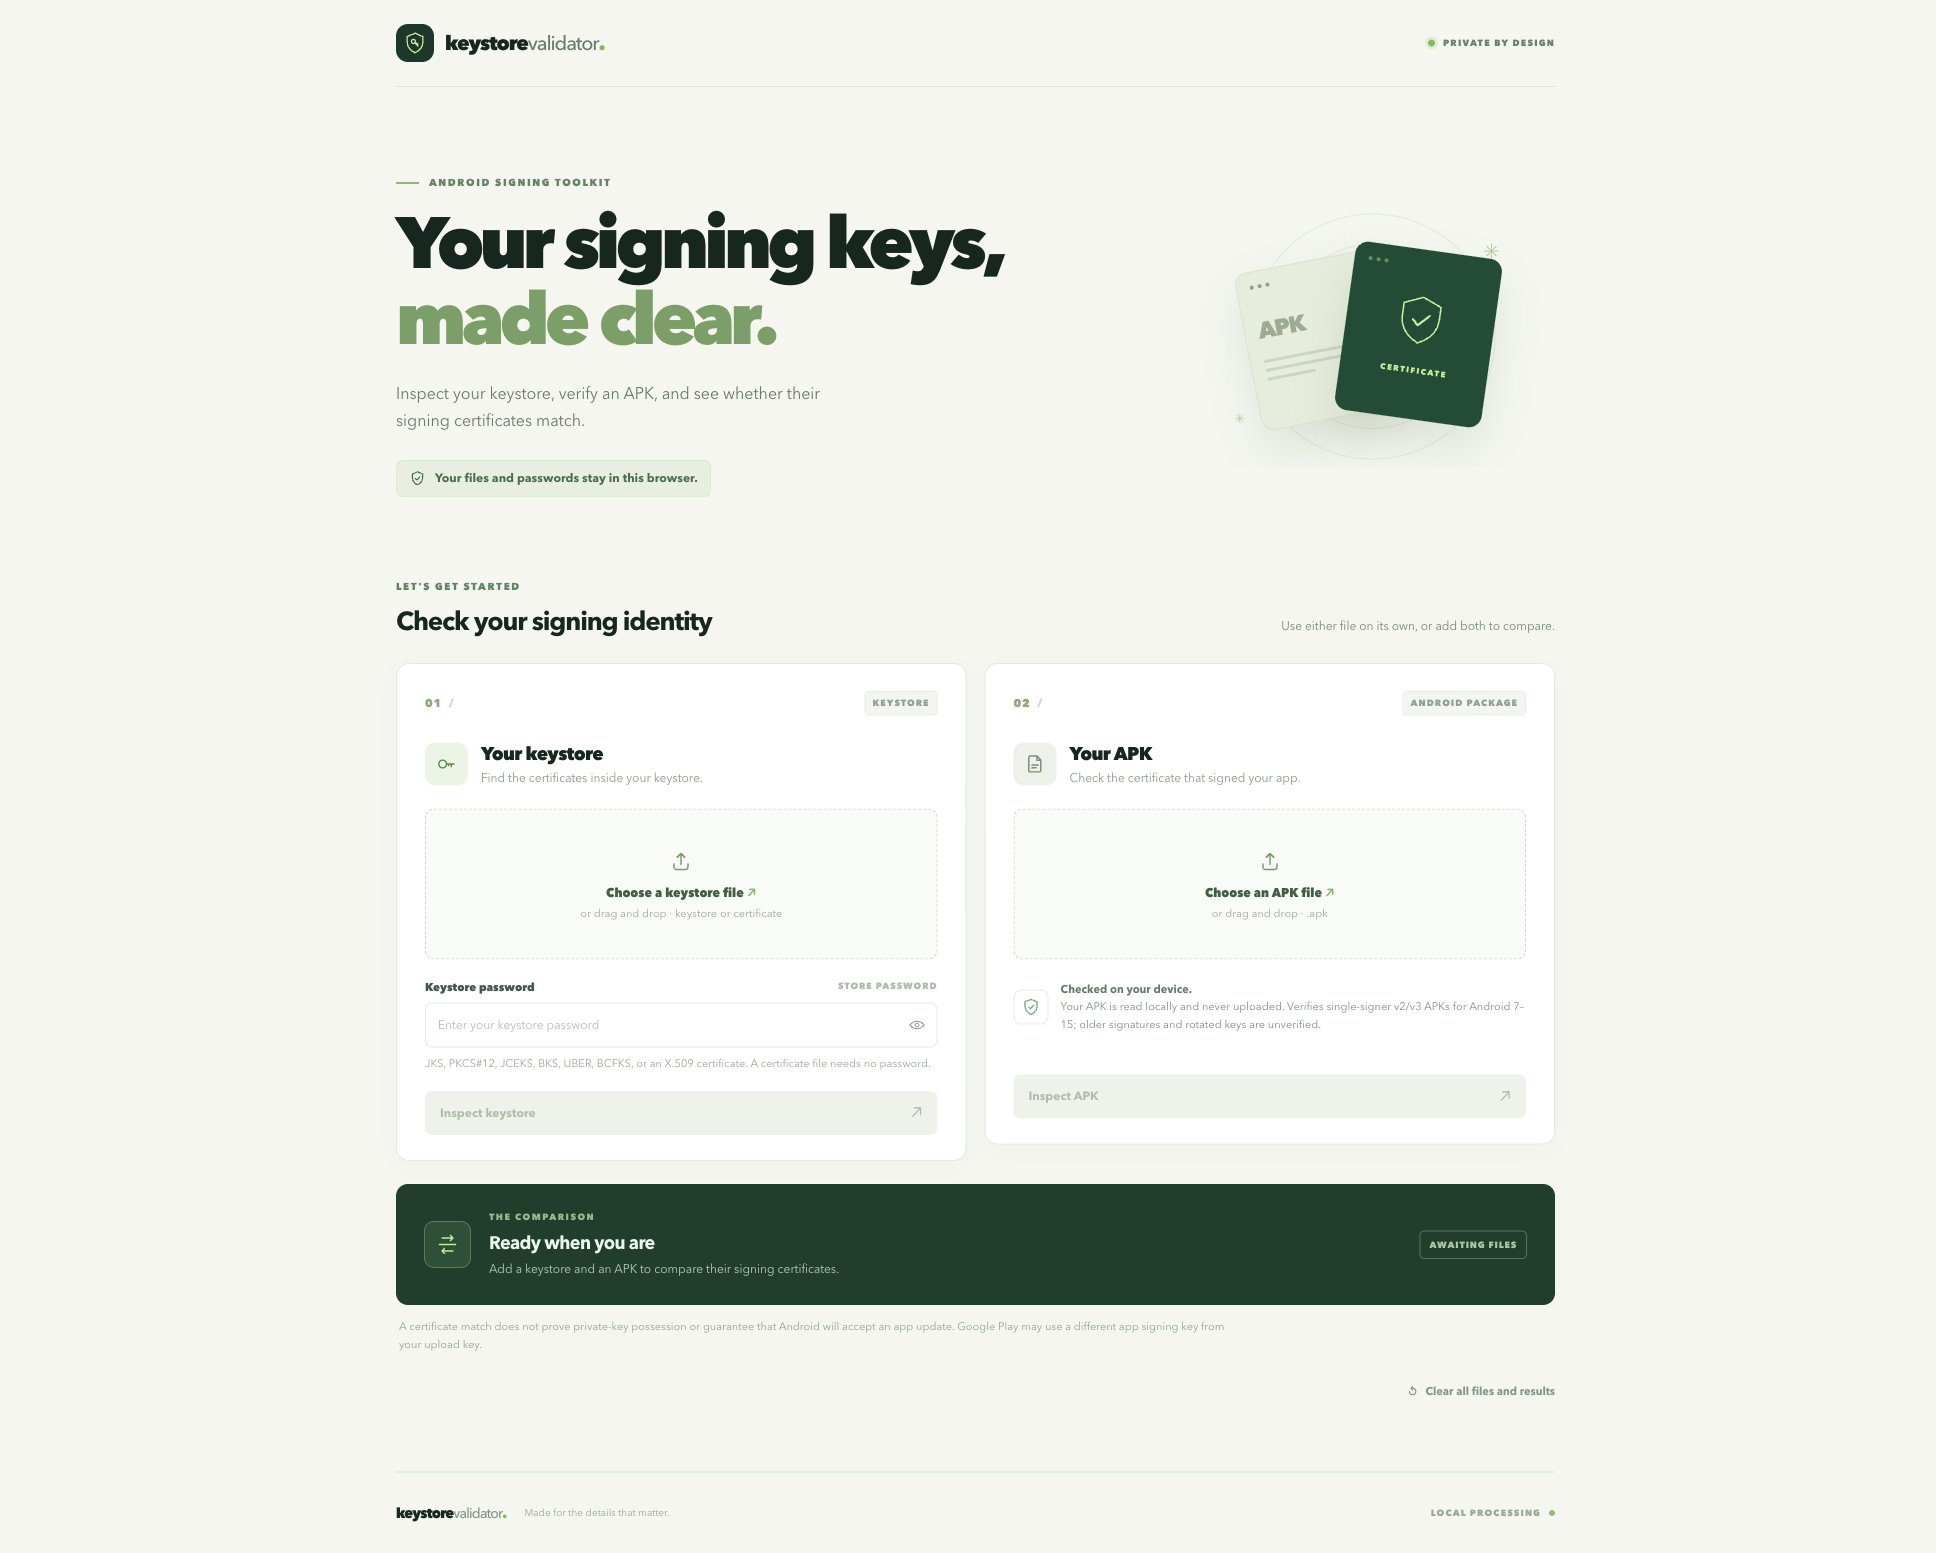 keystorevalidator.
PRIVATE BY DESIGN
ANDROID SIGNING TOOLKIT
Your signing keys,
made clear.
Inspect your keystore, verify an APK, and see whether their
signing certificates match.
Your files and passwords stay in this browser.
APK
CERTIFICATE
LET'S GET STARTED
Check your signing identity
Use either file on its own, or add both to compare.
01 /
KEYSTORE
Your keystore
Find the certificates inside your keystore.
Choose a keystore file ↗
or drag and drop · keystore or certificate
Keystore password
STORE PASSWORD
Enter your keystore password
JKS, PKCS#12, JCEKS, BKS, UBER, BCFKS, or an X.509 certificate. A certificate file needs no password.
Inspect keystore
02 /
ANDROID PACKAGE
Your APK
Check the certificate that signed your app.
Choose an APK file ↗
or drag and drop · .apk
Checked on your device.
Your APK is read locally and never uploaded. Verifies single-signer v2/v3 APKs for Android 7–
15; older signatures and rotated keys are unverified.
Inspect APK
THE COMPARISON
Ready when you are
Add a keystore and an APK to compare their signing certificates.
AWAITING FILES
A certificate match does not prove private-key possession or guarantee that Android will accept an app update. Google Play may use a different app signing key from
your upload key.
Clear all files and results
keystorevalidator.
Made for the details that matter.
LOCAL PROCESSING